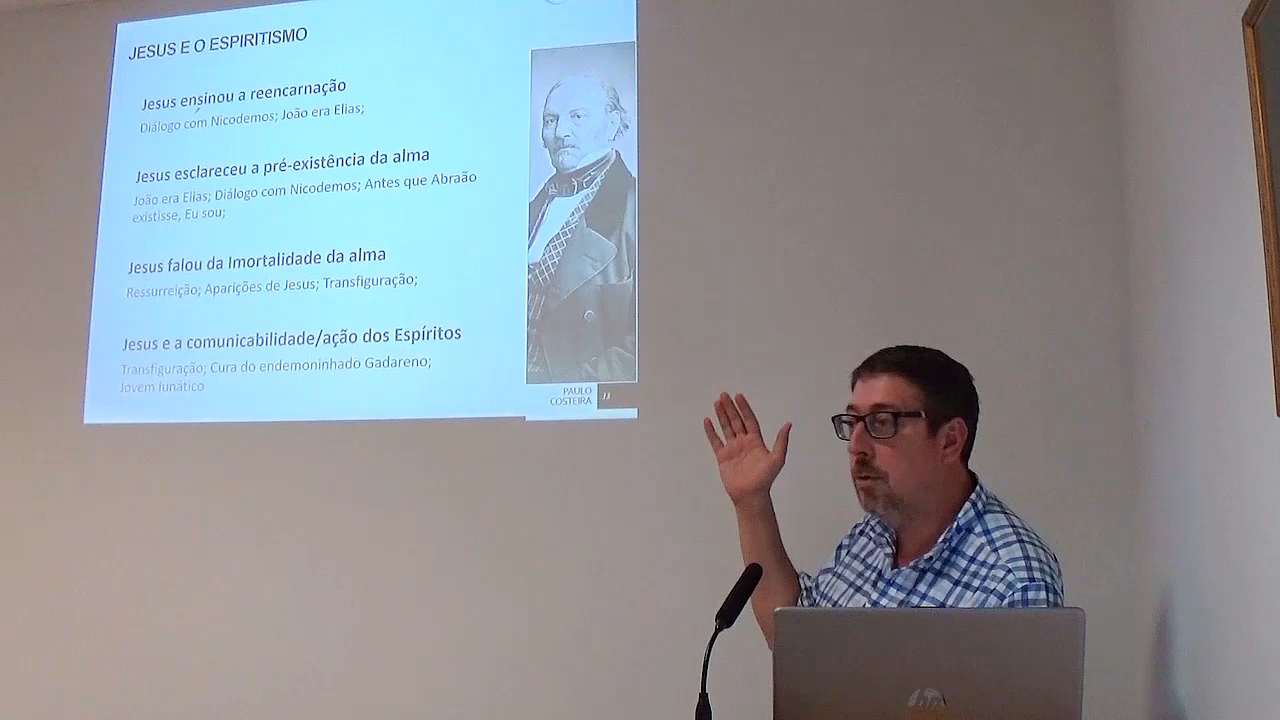 JESUS E O ESPIRITISMO
Jesus ensinou a reencarnação
Diálogo com Nicodemos; João era Elias;
Jesus esclareceu a pré-existência da alma
João era Elias; Diálogo com Nicodemos; Antes que Abraão
existisse, Eu sou;
Jesus falou da Imortalidade da alma
Ressurreição; Aparições de Jesus; Transfiguração;
Jesus e a comunicabilidade/ação dos Espíritos
Transfiguração; Cura do endemoninhado Gadareno;
Jovem lunático
PAULO
COSTEIRA
13
hp